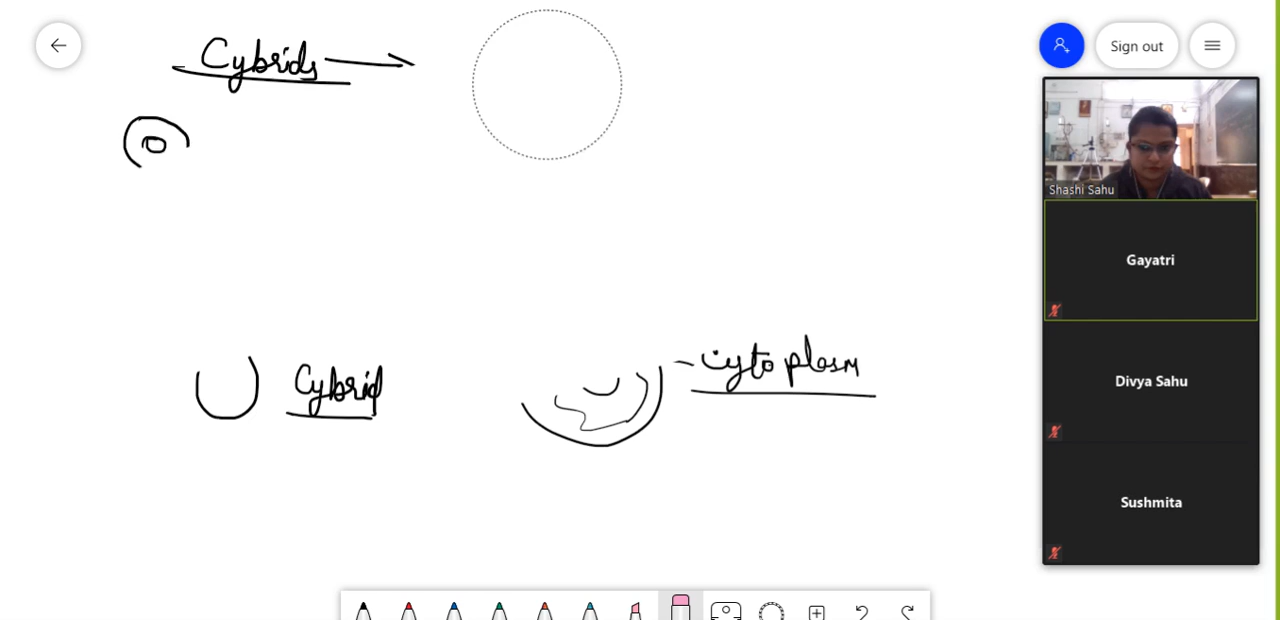 Cybrids
Sign out
Shashi Sahu
Gayatri
Cybrid
Cytoplasm
Divya Sahu
Sushmita